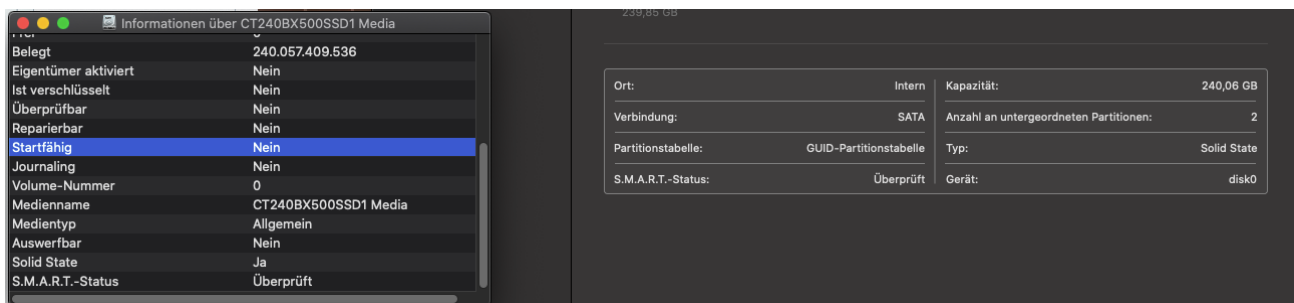 Informationen über CT240BX500SSD1 Media
Belegt 240.057.409.536
Eigentümer aktiviert Nein
Ist verschlüsselt Nein
Überprüfbar Nein
Reparierbar Nein
Startfähig Nein
Journaling Nein
Volume-Nummer 0
Medienname CT240BX500SSD1 Media
Medientyp Allgemein
Auswerfbar Nein
Solid State Ja
S.M.A.R.T.-Status Überprüft
239,85 GB
Ort: Intern Kapazität: 240,06 GB
Verbindung: SATA Anzahl an untergeordneten Partitionen: 2
Partitionstabelle: GUID-Partitionstabelle Typ: Solid State
S.M.A.R.T.-Status: Überprüft Gerät: disk0